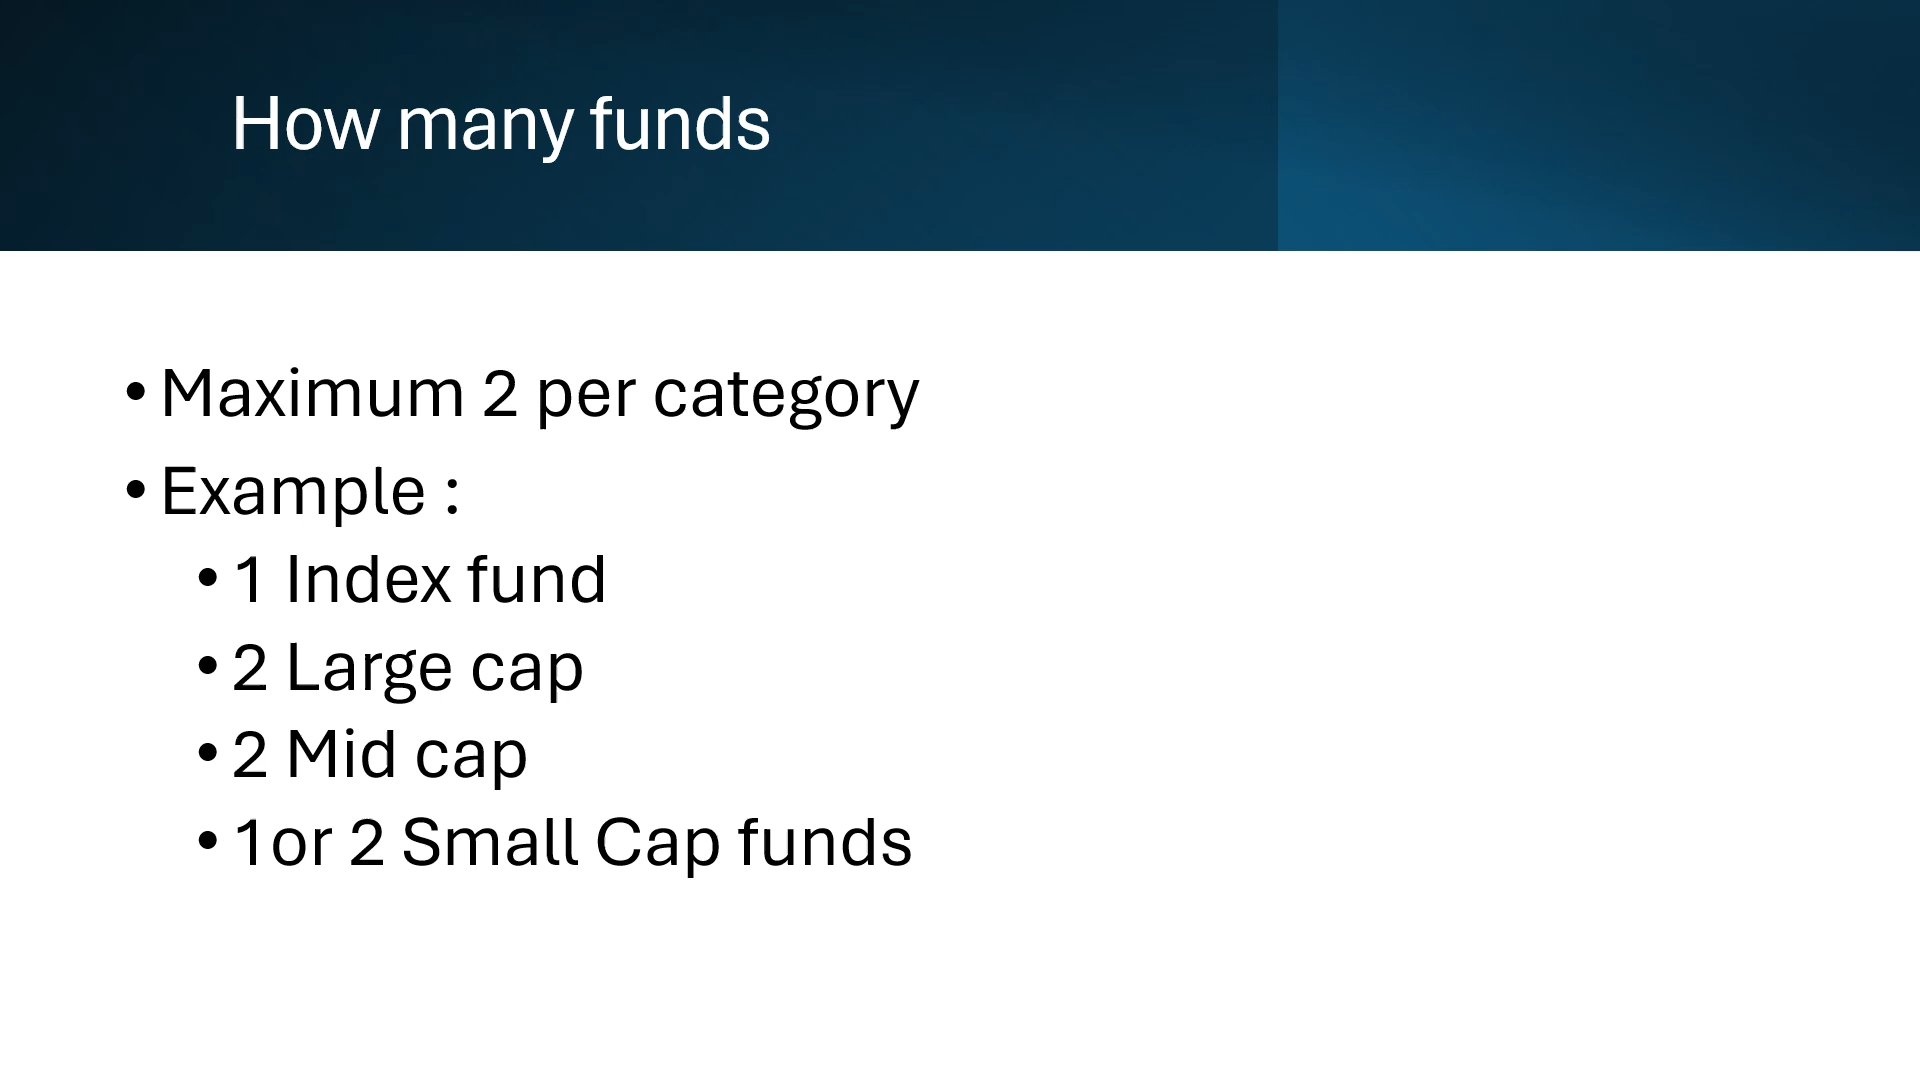 How many funds
• Maximum 2 per category
• Example :
• 1 Index fund
• 2 Large cap
• 2 Mid cap
• 1or 2 Small Cap funds